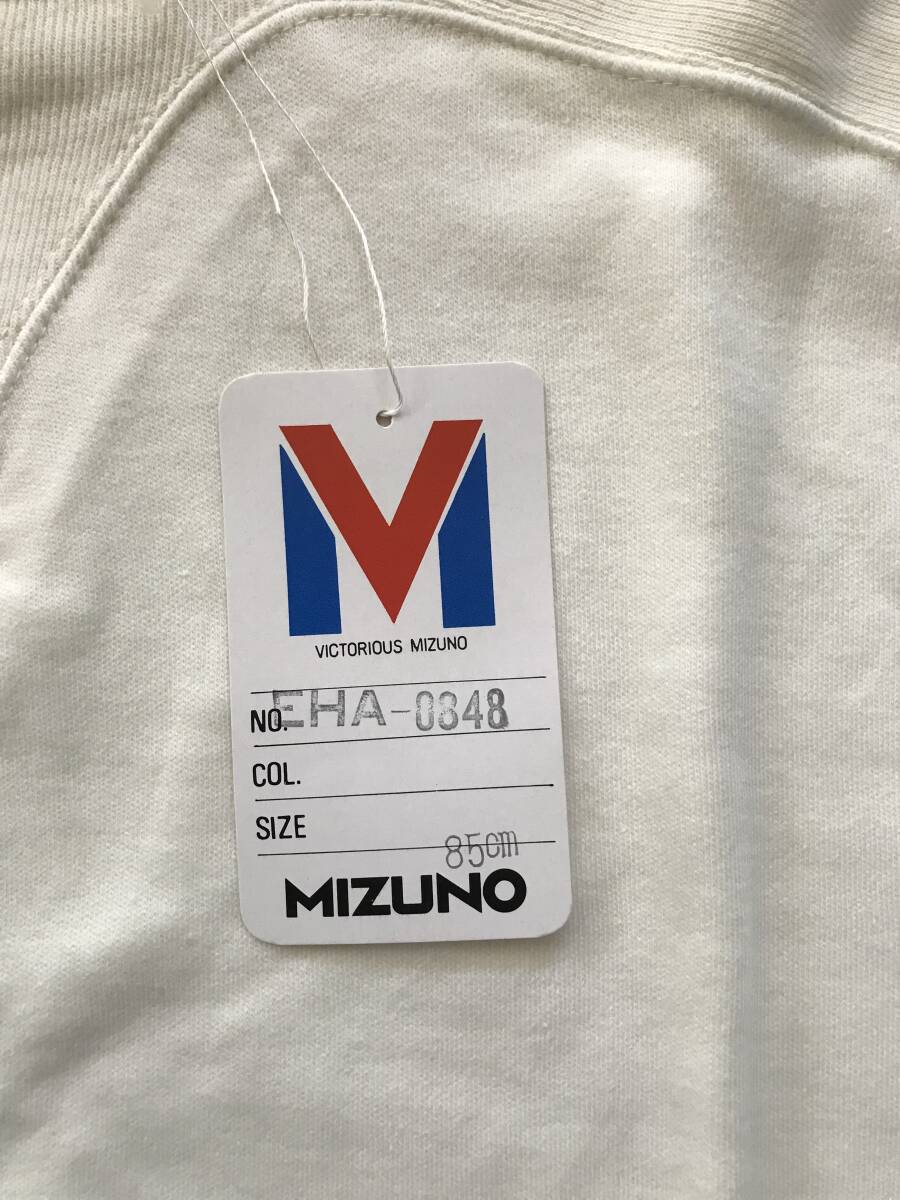 VICTORIOUS MIZUNO
NO. EHA-0848
COL.
SIZE 85cm
MIZUNO